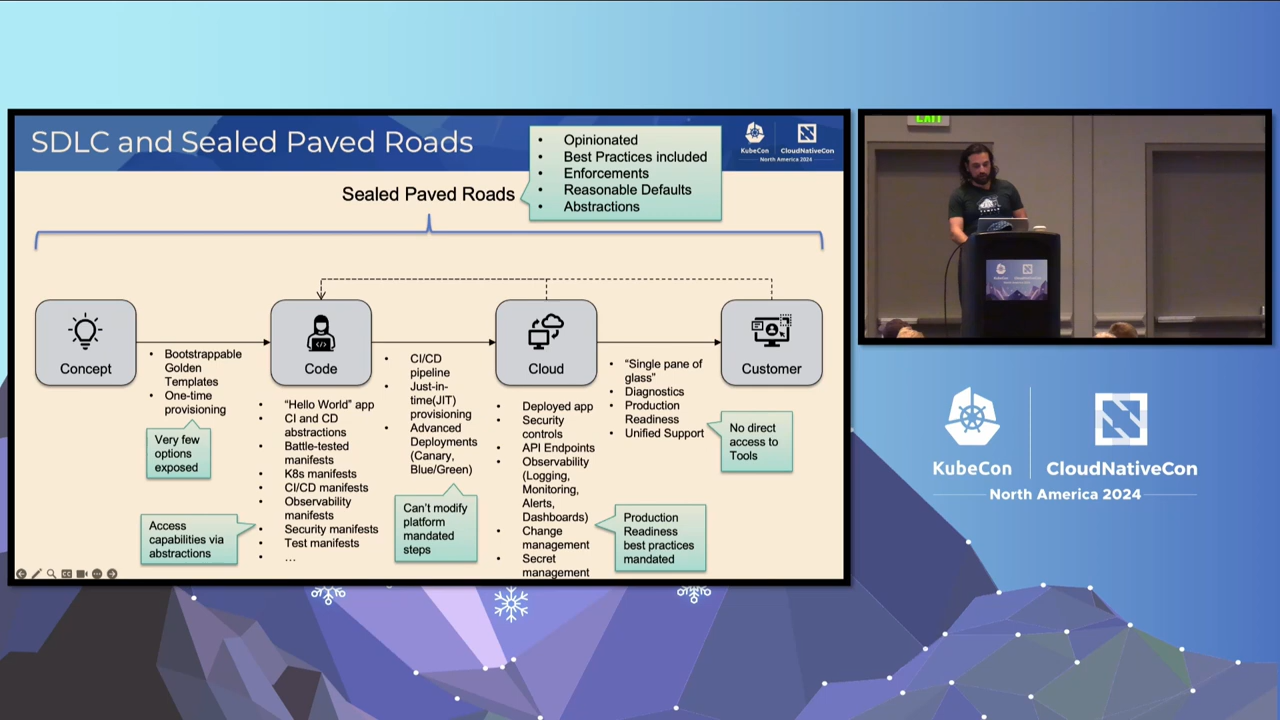 SDLC and Sealed Paved Roads
KubeCon
CloudNativeCon
North America 2024
Sealed Paved Roads
• Opinionated
• Best Practices included
• Enforcements
• Reasonable Defaults
• Abstractions
Concept
• Bootstrappable
Golden
Templates
• One-time
provisioning
Very few
options
exposed
Code
• “Hello World” app
• CI and CD
abstractions
• Battle-tested
manifests
• K8s manifests
• CI/CD manifests
• Observability
manifests
• Security manifests
• Test manifests
• ...
Access
capabilities via
abstractions
• CI/CD
pipeline
• Just-in-
time(JIT)
provisioning
• Advanced
Deployments
(Canary,
Blue/Green)
Can’t modify
platform
mandated
steps
Cloud
• Deployed app
• Security
controls
• API Endpoints
• Observability
(Logging,
Monitoring,
Alerts,
Dashboards)
• Change
management
• Secret
management
Production
Readiness
best practices
mandated
• “Single pane of
glass”
• Diagnostics
• Production
Readiness
• Unified Support
No direct
access to
Tools
Customer
EXIT
KubeCon
CloudNativeCon
North America 2024